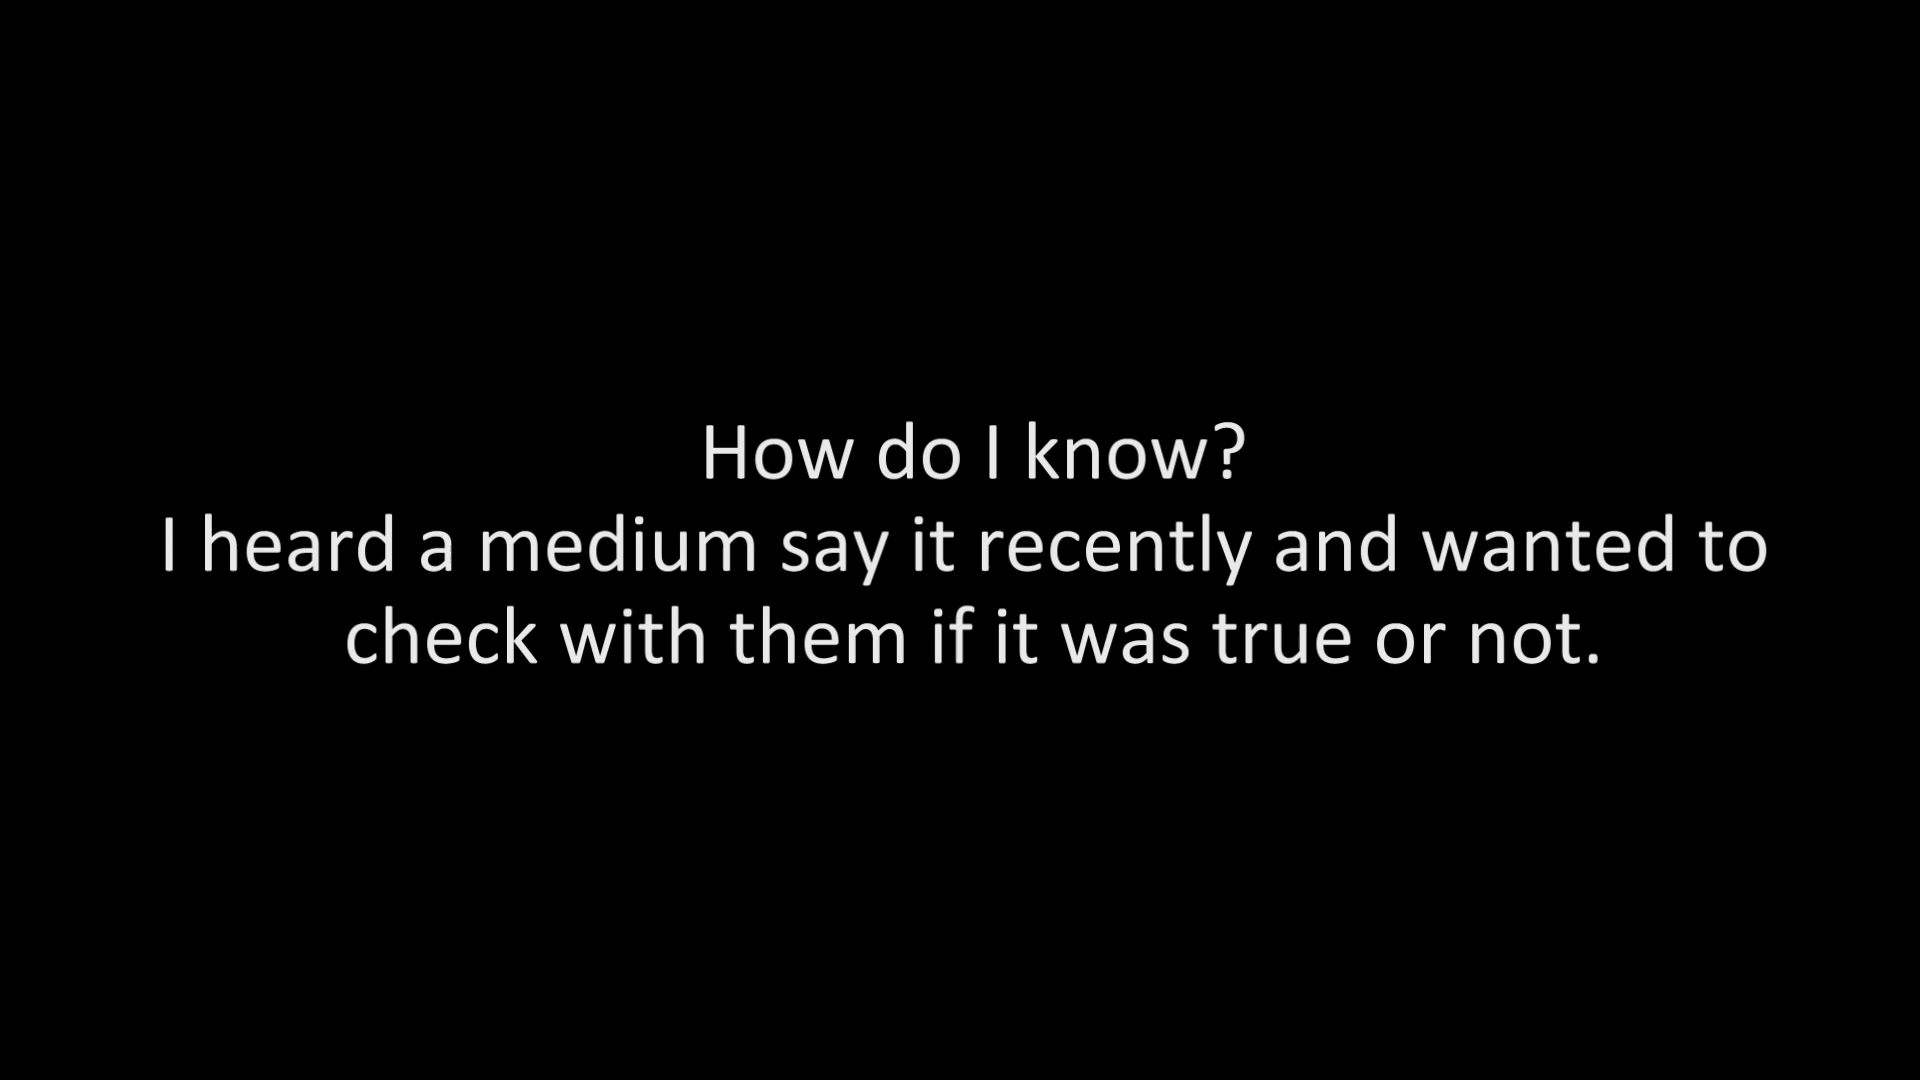 How do I know?
I heard a medium say it recently and wanted to
check with them if it was true or not.